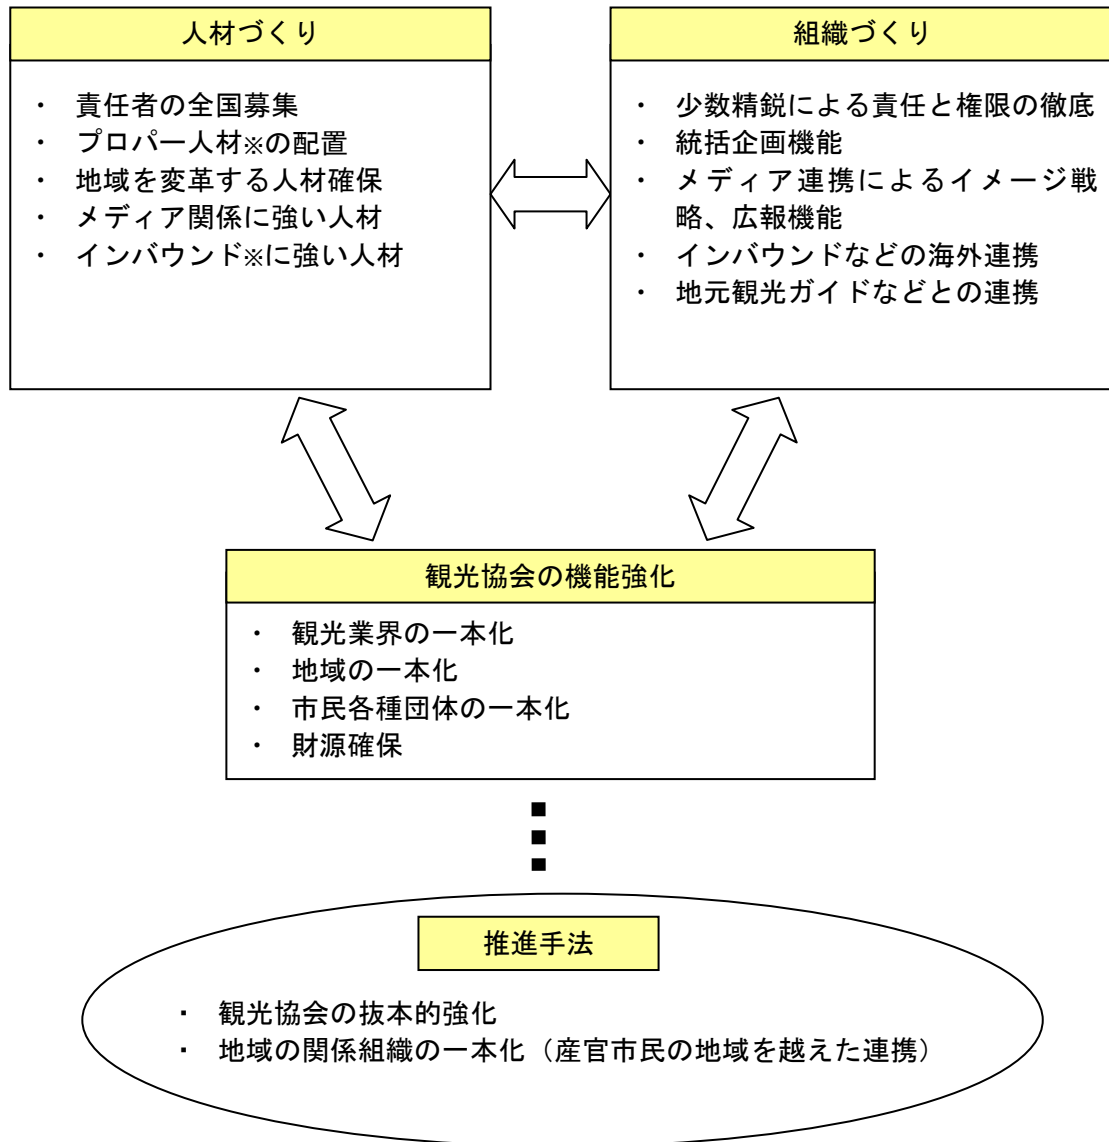 人材づくり
・ 責任者の全国募集
・ プロパー人材※の配置
・ 地域を変革する人材確保
・ メディア関係に強い人材
・ インバウンド※に強い人材
組織づくり
・ 少数精鋭による責任と権限の徹底
・ 統括企画機能
・ メディア連携によるイメージ戦
略、広報機能
・ インバウンドなどの海外連携
・ 地元観光ガイドなどとの連携
観光協会の機能強化
・ 観光業界の一本化
・ 地域の一本化
・ 市民各種団体の一本化
・ 財源確保
推進手法
・ 観光協会の抜本的強化
・ 地域の関係組織の一本化（産官市民の地域を越えた連携）